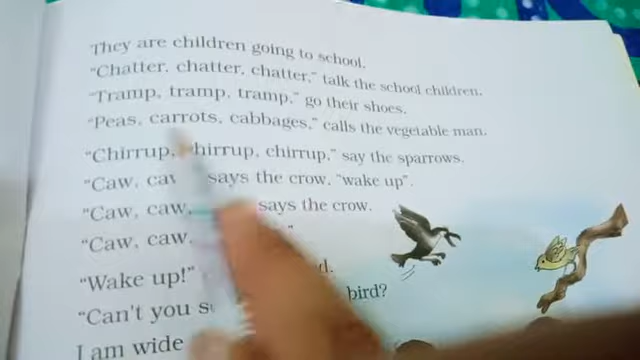 They are children going to school.
"Chatter, chatter, chatter," talk the school children.
"Tramp, tramp, tramp," go their shoes.
"Peas, carrots, cabbages," calls the vegetable man.
"Chirrup, chirrup, chirrup," say the sparrows.
"Caw, caw says the crow, "wake up".
"Caw, caw, says the crow.
"Caw, caw. "
"Wake up!"
"Can't you bird?
I am wide